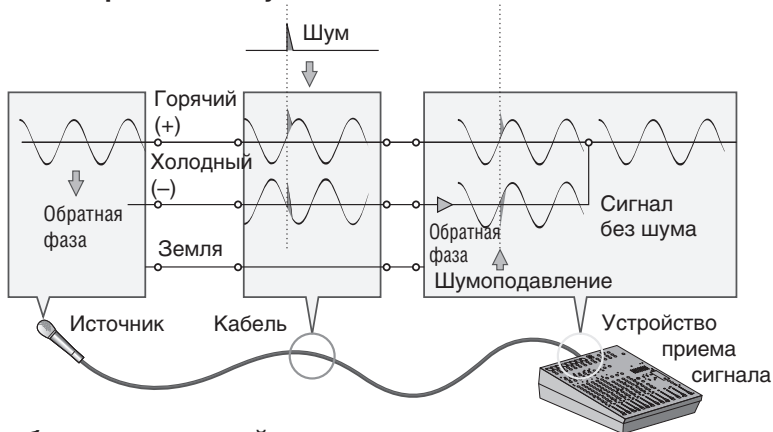 Шум
Горячий
(+)
Холодный
(–)
Обратная
фаза
Земля
Обратная
фаза
Шумоподавление
Сигнал
без шума
Источник
Кабель
Устройство
приема
сигнала